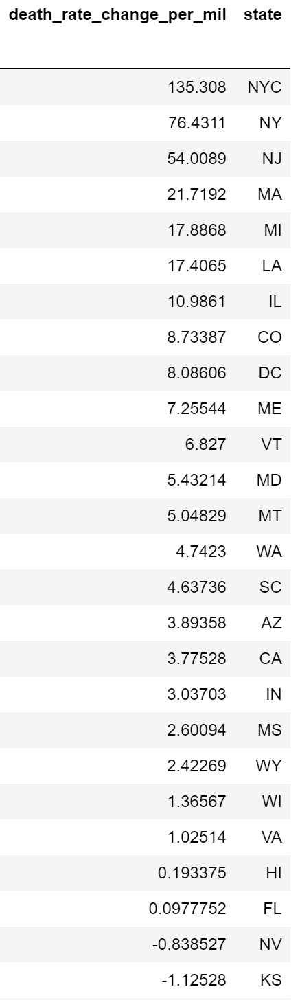 death_rate_change_per_mil state
135.308 NYC
76.4311 NY
54.0089 NJ
21.7192 MA
17.8868 MI
17.4065 LA
10.9861 IL
8.73387 CO
8.08606 DC
7.25544 ME
6.827 VT
5.43214 MD
5.04829 MT
4.7423 WA
4.63736 SC
3.89358 AZ
3.77528 CA
3.03703 IN
2.60094 MS
2.42269 WY
1.36567 WI
1.02514 VA
0.193375 HI
0.0977752 FL
-0.838527 NV
-1.12528 KS